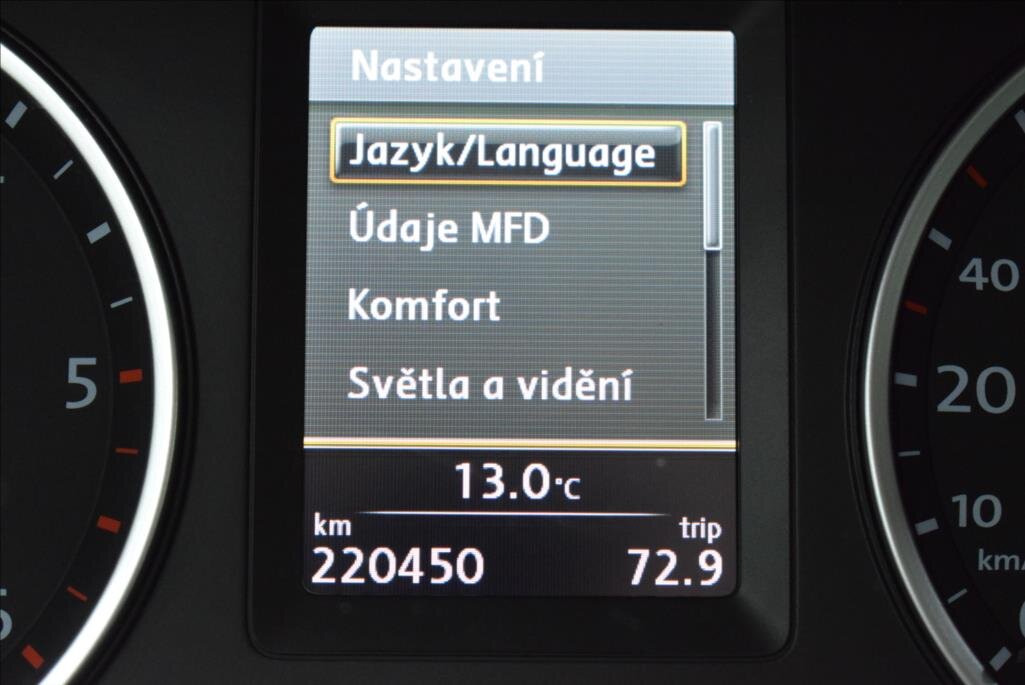 Nastavení
Jazyk/Language
Údaje MFD
Komfort
Světla a vidění
13.0°C
km trip
220450 72.9
5
40
20
10
km/